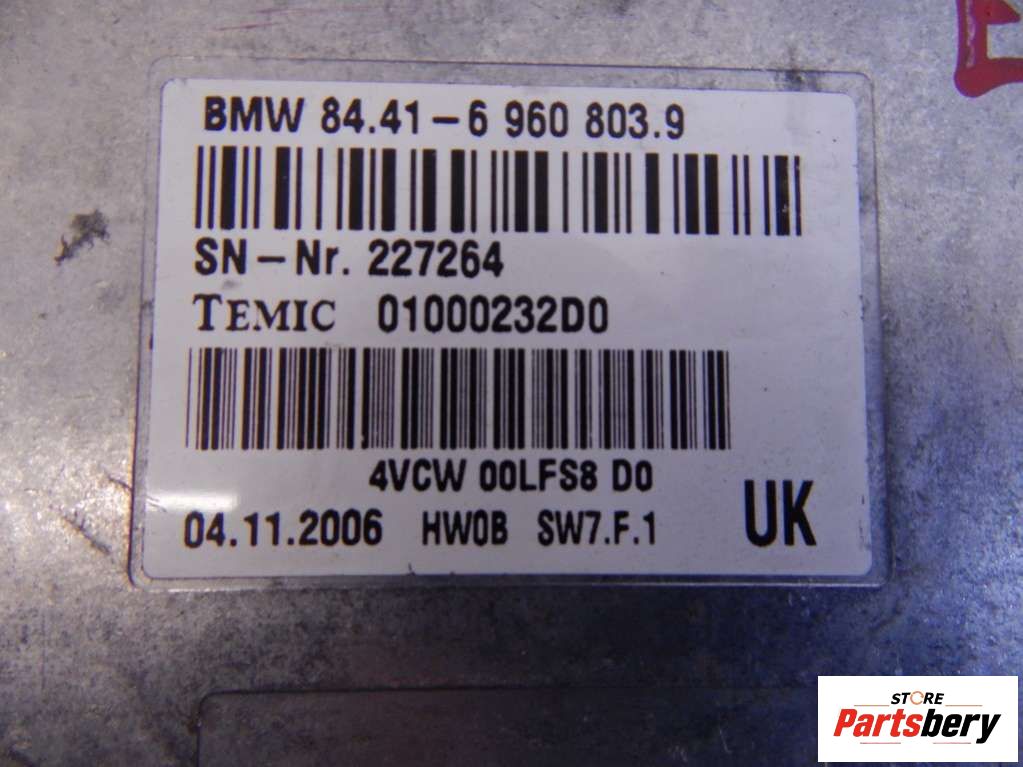 BMW 84.41-6 960 803.9
SN-Nr. 227264
TEMIC 01000232D0
4VCW 00LFS8 D0
04.11.2006 HW0B SW7.F.1 UK
STORE
Partsbery